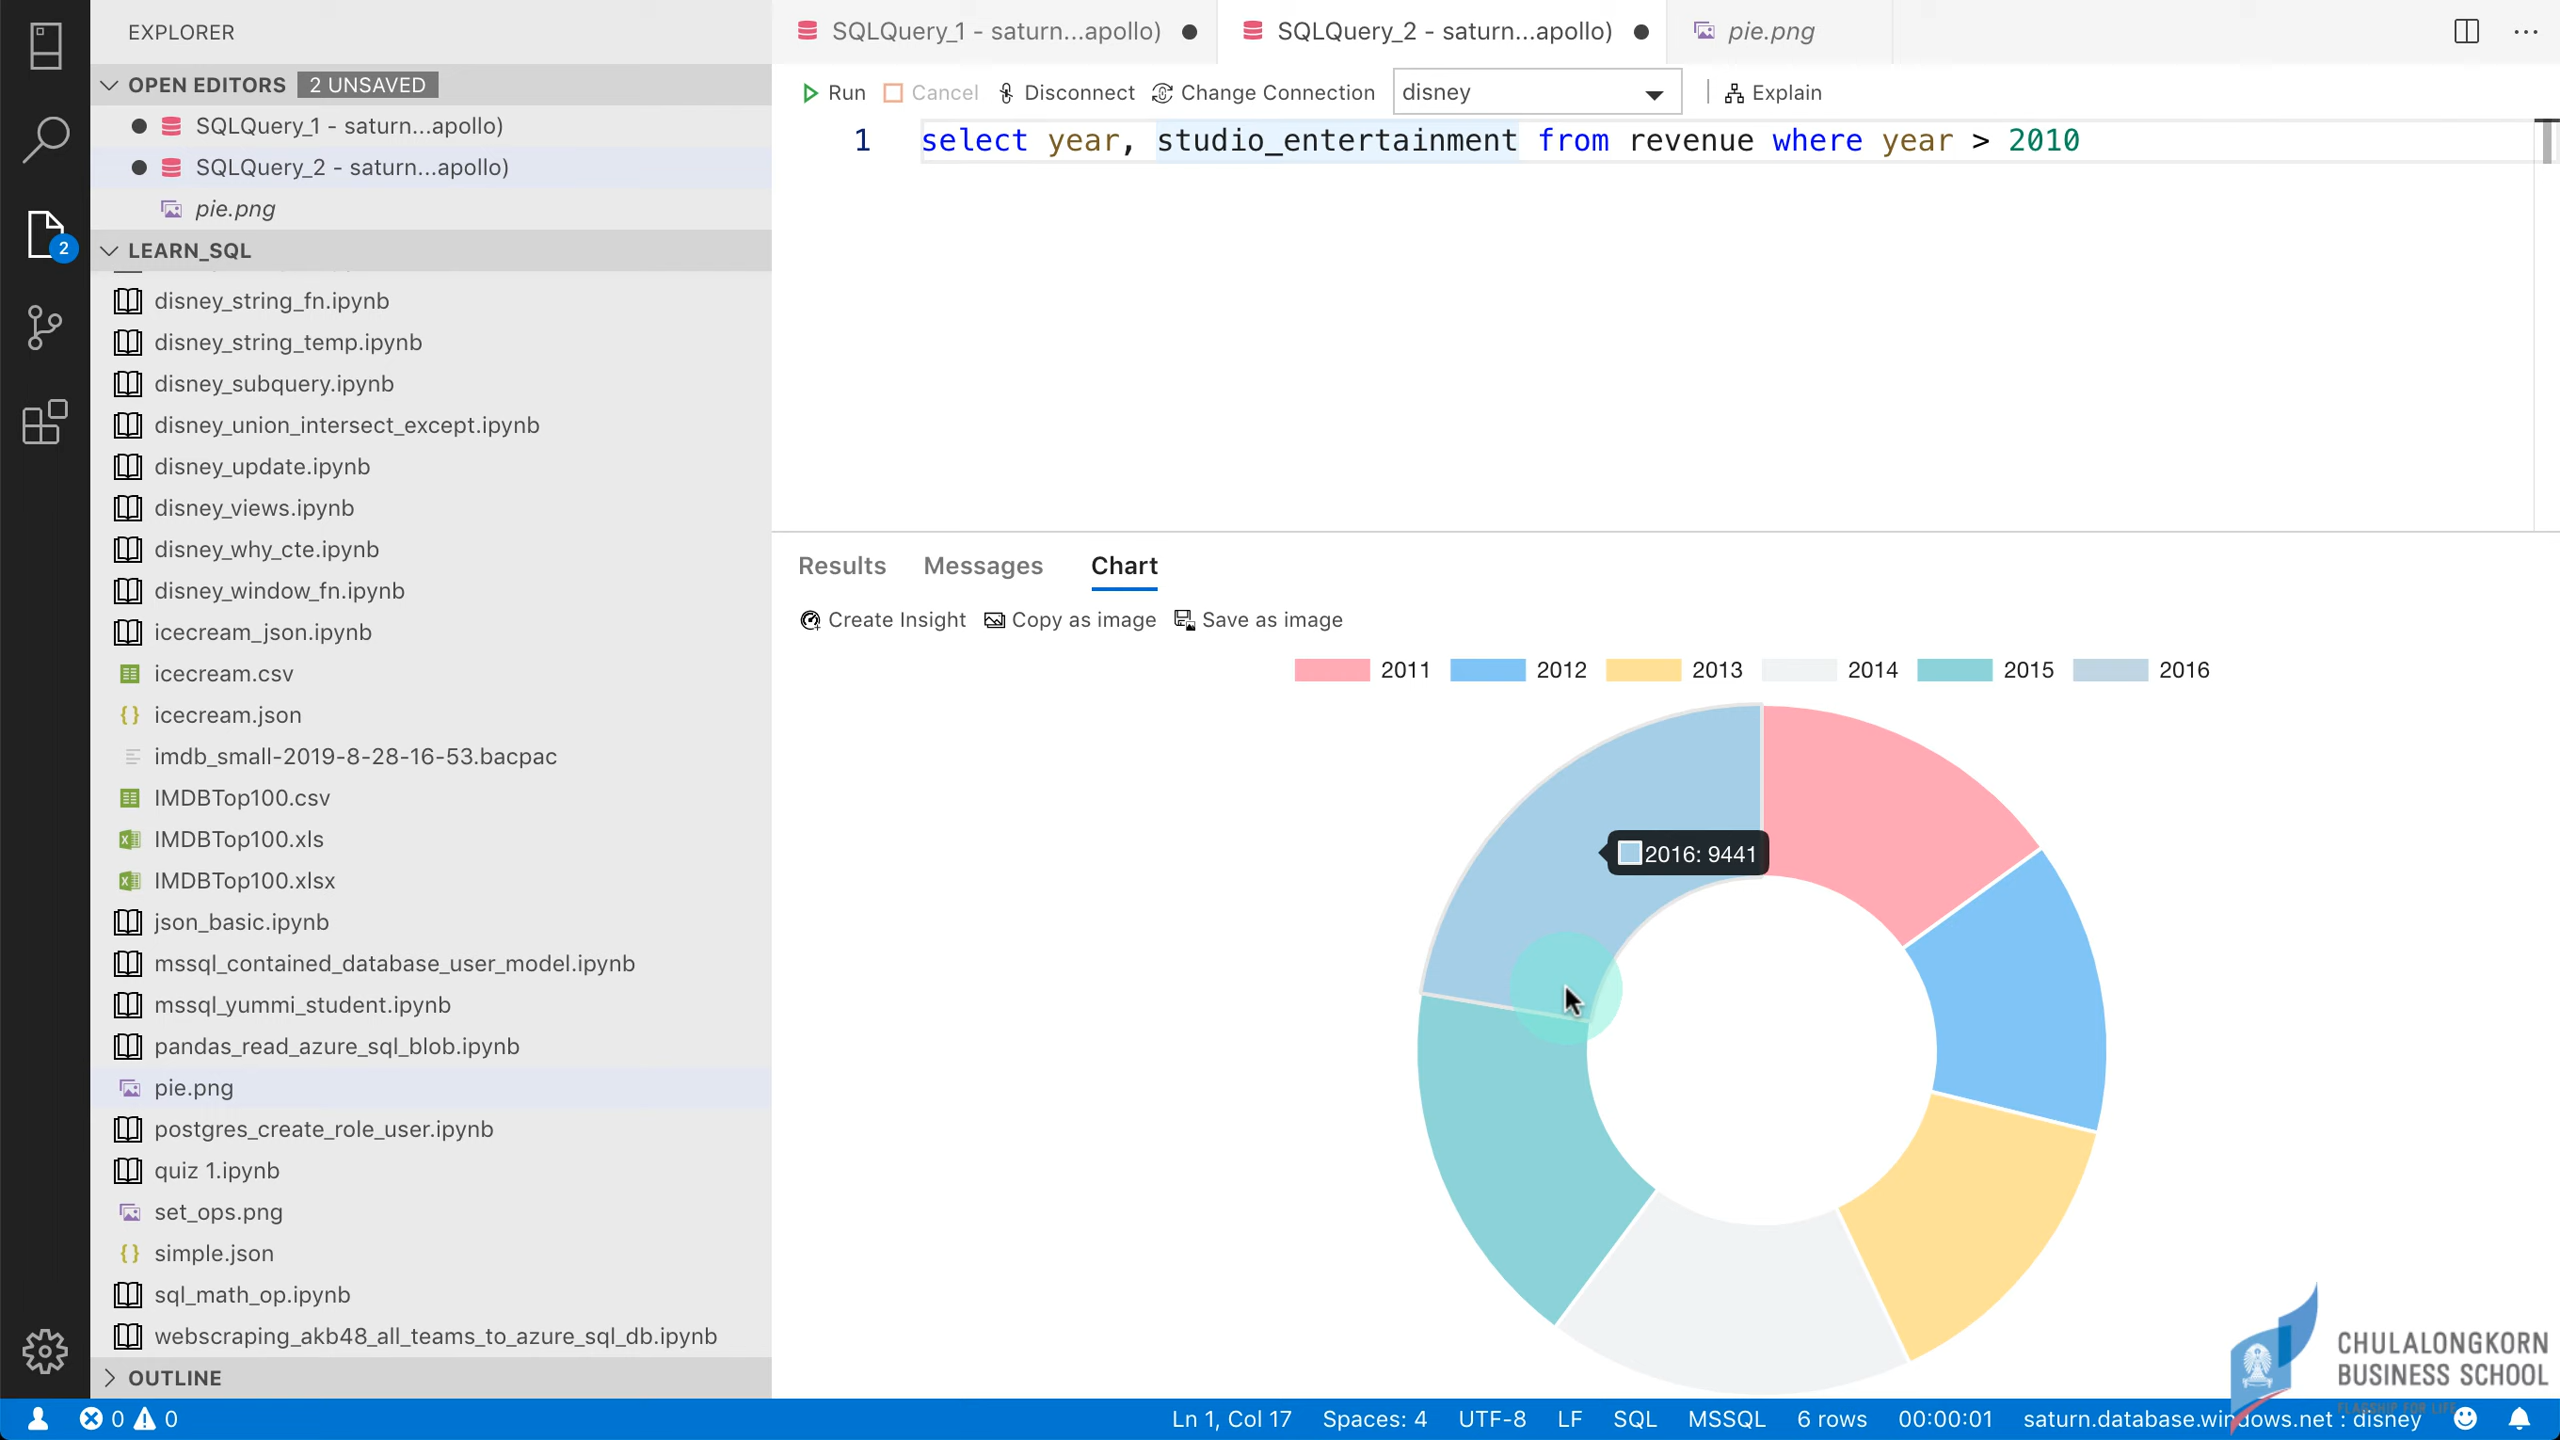 EXPLORER
OPEN EDITORS 2 UNSAVED
SQLQuery_1 - saturn...apollo)
SQLQuery_2 - saturn...apollo)
pie.png
2
LEARN_SQL
disney_string_fn.ipynb
disney_string_temp.ipynb
disney_subquery.ipynb
disney_union_intersect_except.ipynb
disney_update.ipynb
disney_views.ipynb
disney_why_cte.ipynb
disney_window_fn.ipynb
icecream_json.ipynb
icecream.csv
icecream.json
imdb_small-2019-8-28-16-53.bacpac
IMDBTop100.csv
IMDBTop100.xls
IMDBTop100.xlsx
json_basic.ipynb
mssql_contained_database_user_model.ipynb
mssql_yummi_student.ipynb
pandas_read_azure_sql_blob.ipynb
pie.png
postgres_create_role_user.ipynb
quiz 1.ipynb
set_ops.png
simple.json
sql_math_op.ipynb
webscraping_akb48_all_teams_to_azure_sql_db.ipynb
OUTLINE
SQLQuery_1 - saturn...apollo) SQLQuery_2 - saturn...apollo) pie.png
Run Cancel Disconnect Change Connection disney Explain
1 select year, studio_entertainment from revenue where year > 2010
Results Messages Chart
Create Insight Copy as image Save as image
2011 2012 2013 2014 2015 2016
2016: 9441
CHULALONGKORN
BUSINESS SCHOOL
FLAGSHIP FOR LIFE
0 0 Ln 1, Col 17 Spaces: 4 UTF-8 LF SQL MSSQL 6 rows 00:00:01 saturn.database.windows.net : disney